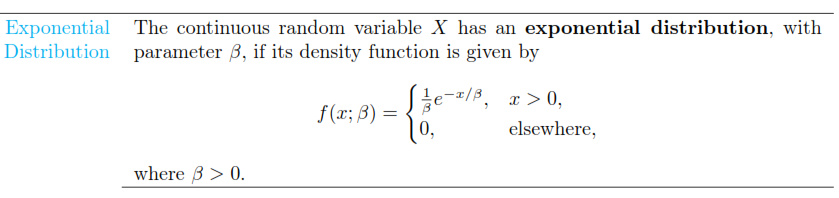 Exponential Distribution
The continuous random variable X has an **exponential distribution**, with
parameter β, if its density function is given by
f(x; β) = { 1/β e^{-x/β}, x > 0,
0, elsewhere,
where β > 0.